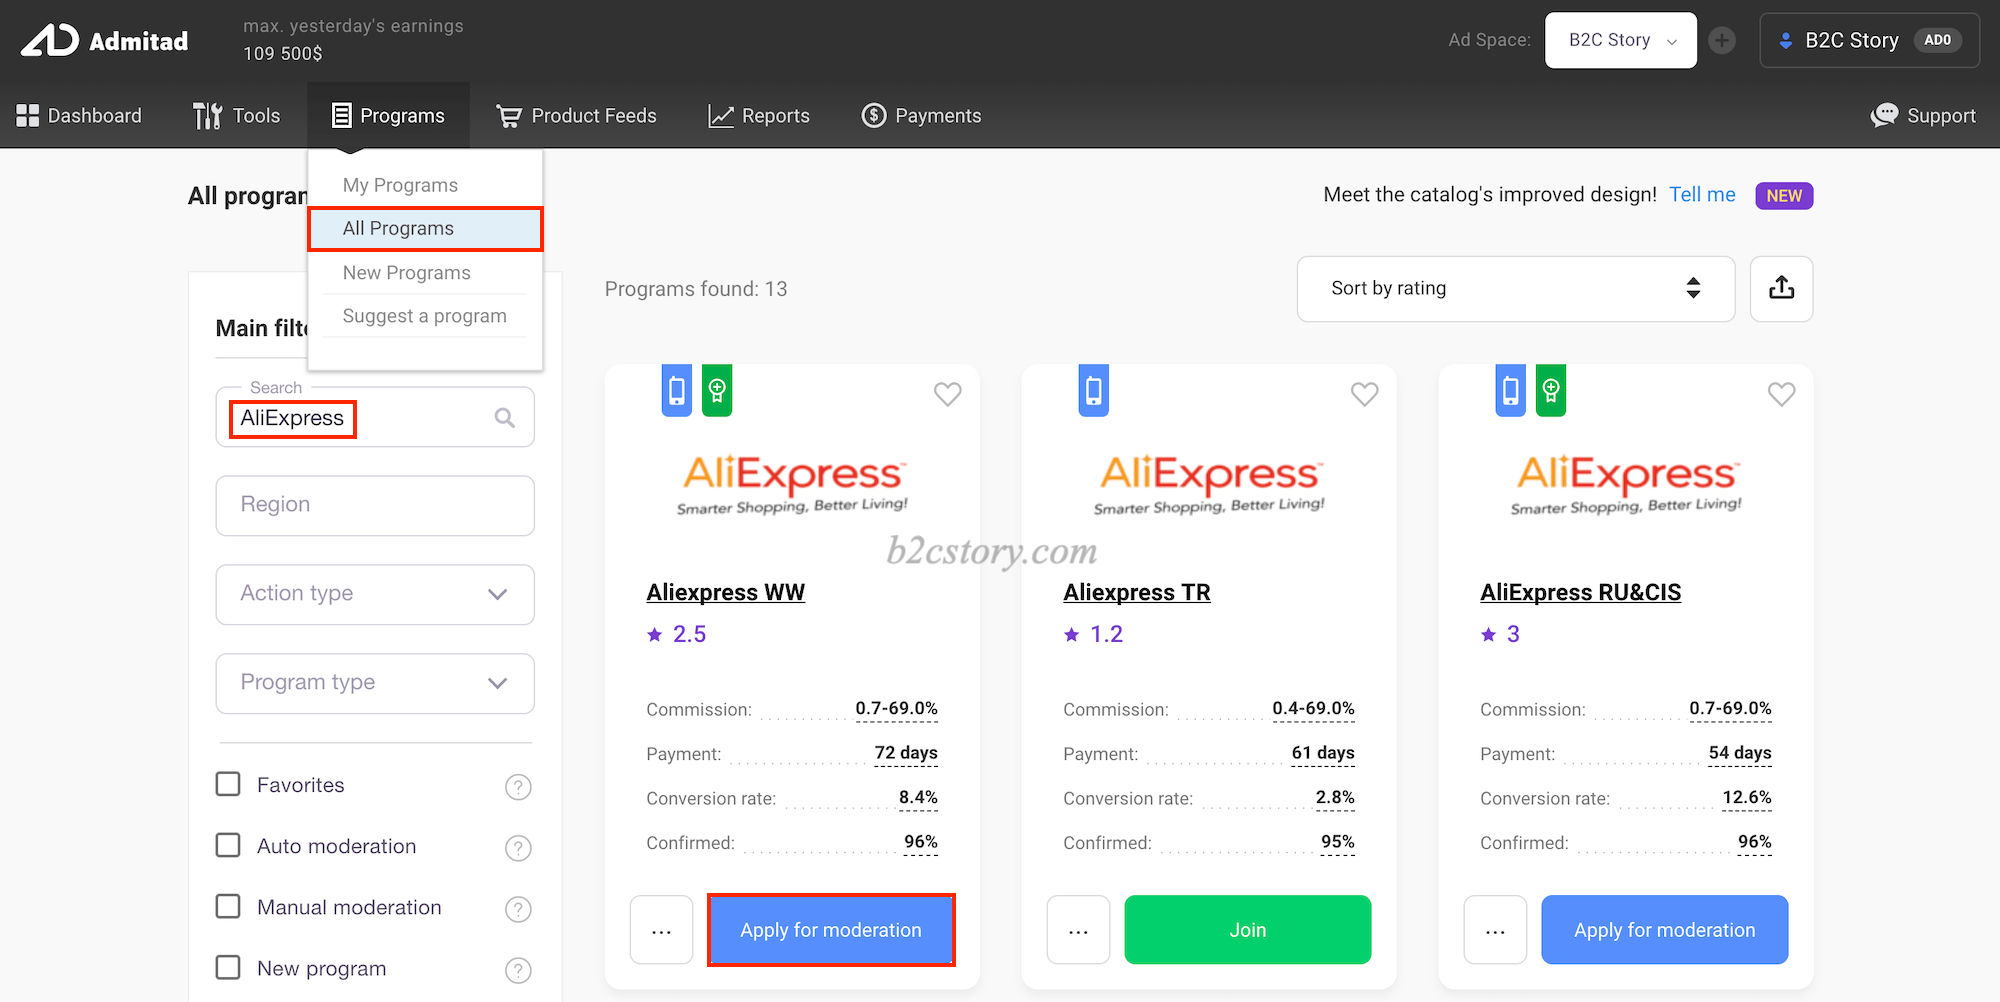 Admitad
max. yesterday's earnings
109 500$
Ad Space:
B2C Story
B2C Story AD0
Dashboard
Tools
Programs
Product Feeds
Reports
Payments
Support
My Programs
All Programs
New Programs
Suggest a program
All program
Meet the catalog's improved design! Tell me NEW
Main filte
Search
AliExpress
Region
Action type
Program type
Favorites ?
Auto moderation ?
Manual moderation ?
New program ?
Programs found: 13
Sort by rating
AliExpress™
Smarter Shopping, Better Living!
Aliexpress WW
2.5
Commission: 0.7-69.0%
Payment: 72 days
Conversion rate: 8.4%
Confirmed: 96%
... Apply for moderation
AliExpress™
Smarter Shopping, Better Living!
Aliexpress TR
1.2
Commission: 0.4-69.0%
Payment: 61 days
Conversion rate: 2.8%
Confirmed: 95%
... Join
AliExpress™
Smarter Shopping, Better Living!
AliExpress RU&CIS
3
Commission: 0.7-69.0%
Payment: 54 days
Conversion rate: 12.6%
Confirmed: 96%
... Apply for moderation
b2cstory.com